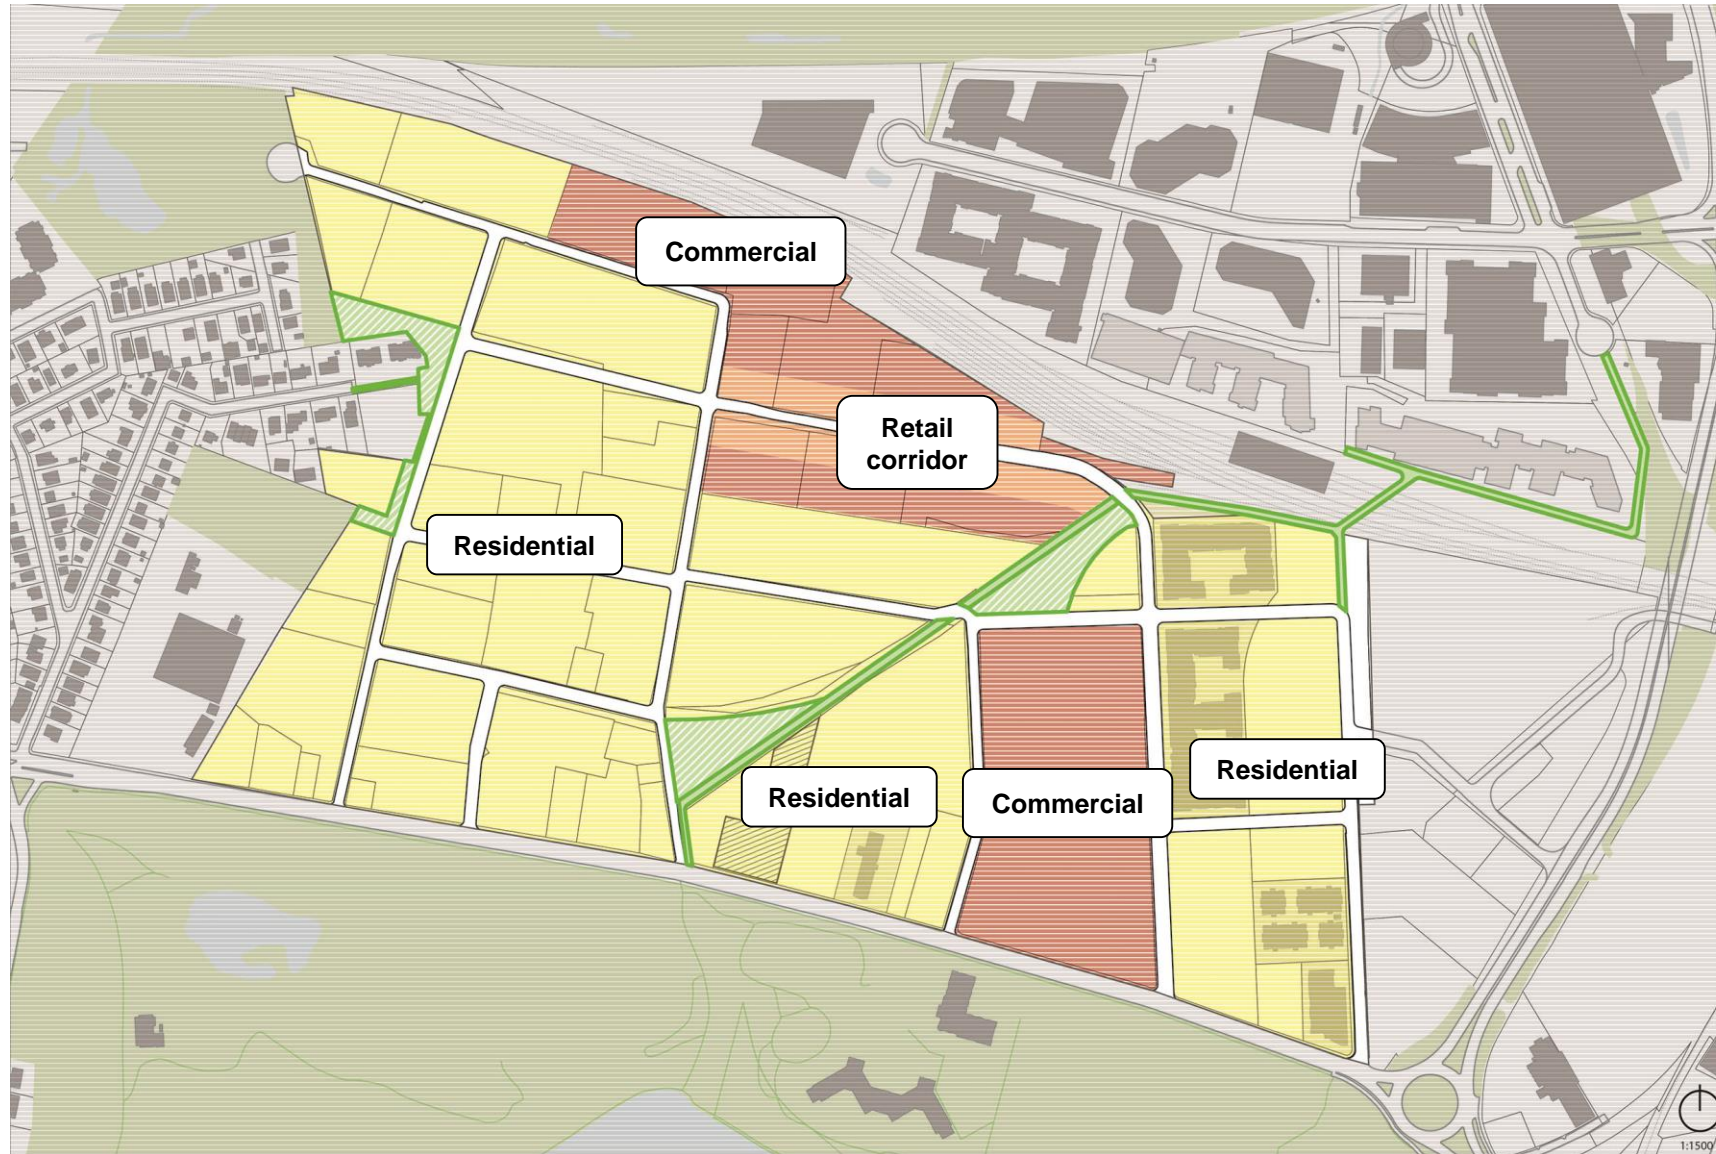 Commercial
Retail
corridor
Residential
Residential
Commercial
Residential
1:1500